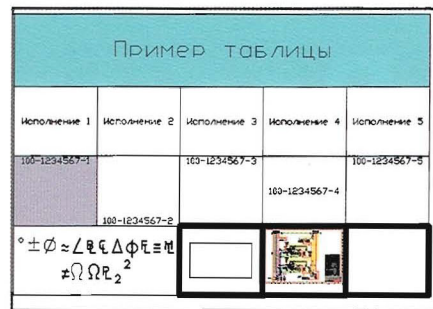 Пример таблицы
Исполнение 1 Исполнение 2 Исполнение 3 Исполнение 4 Исполнение 5
100-1234567-1 100-1234567-3 100-1234567-5
100-1234567-4
100-1234567-2
°±Ø≈∠
≠Ω